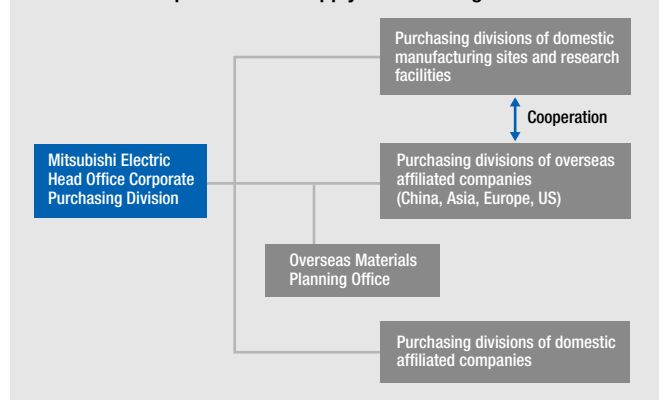 Purchasing divisions of domestic
manufacturing sites and research
facilities
Cooperation
Mitsubishi Electric
Head Office Corporate
Purchasing Division
Purchasing divisions of overseas
affiliated companies
(China, Asia, Europe, US)
Overseas Materials
Planning Office
Purchasing divisions of domestic
affiliated companies